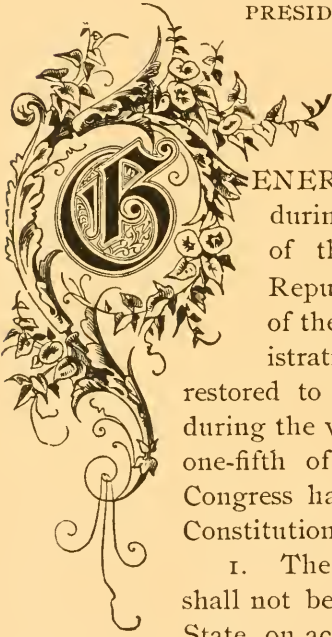 PRESID
GENER
durin
of th
Repu
of the
istrat
restored to
during the v
one-fifth of
Congress ha
Constitution
1. The
shall not be
State, on ac